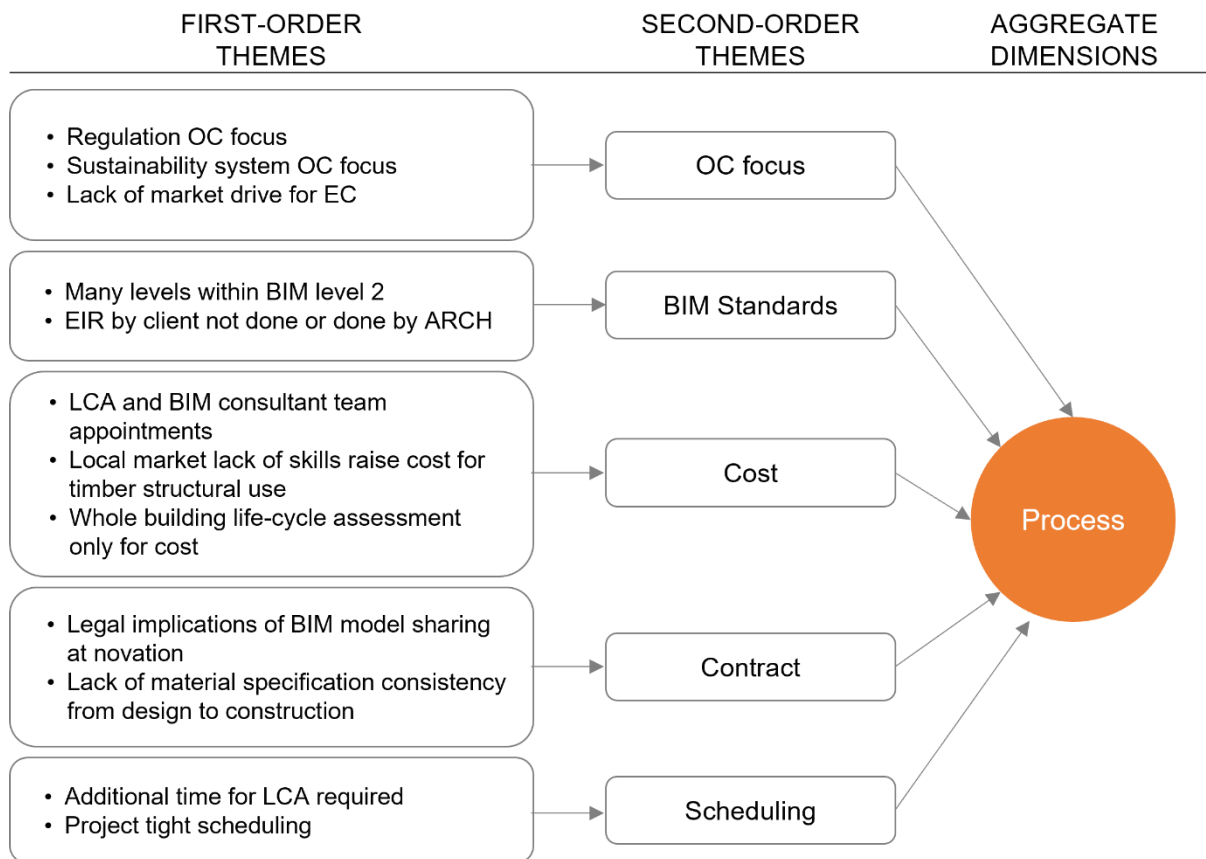 FIRST-ORDER
THEMES
SECOND-ORDER
THEMES
AGGREGATE
DIMENSIONS
• Regulation OC focus
• Sustainability system OC focus
• Lack of market drive for EC
OC focus
• Many levels within BIM level 2
• EIR by client not done or done by ARCH
BIM Standards
• LCA and BIM consultant team
appointments
• Local market lack of skills raise cost for
timber structural use
• Whole building life-cycle assessment
only for cost
Cost
Process
• Legal implications of BIM model sharing
at novation
• Lack of material specification consistency
from design to construction
Contract
• Additional time for LCA required
• Project tight scheduling
Scheduling